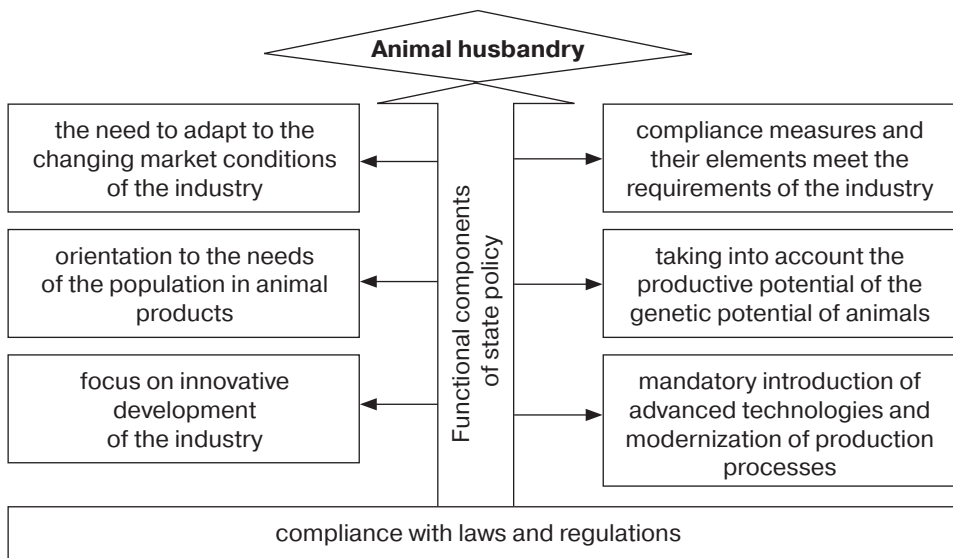 Animal husbandry
the need to adapt to the
changing market conditions
of the industry
orientation to the needs
of the population in animal
products
focus on innovative
development
of the industry
Functional components
of state policy
compliance measures and
their elements meet the
requirements of the industry
taking into account the
productive potential of the
genetic potential of animals
mandatory introduction of
advanced technologies and
modernization of production
processes
compliance with laws and regulations